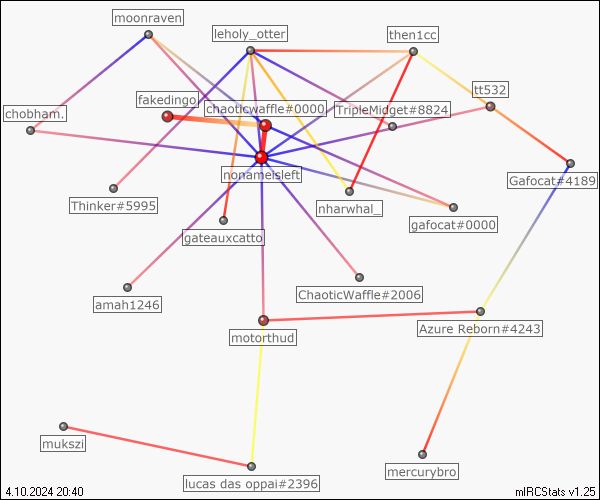 moonraven
leholy_otter
then1cc
tt532
fakedingo
chaoticwaffle#0000
TripleMidget#8824
chobham.
nonameisleft
Gafocat#4189
Thinker#5995
nharwhal_
gafocat#0000
gateauxcatto
amah1246
ChaoticWaffle#2006
motorthud
Azure Reborn#4243
mukszi
mercurybro
lucas das oppai#2396
4.10.2024 20:40
mIRCStats v1.25